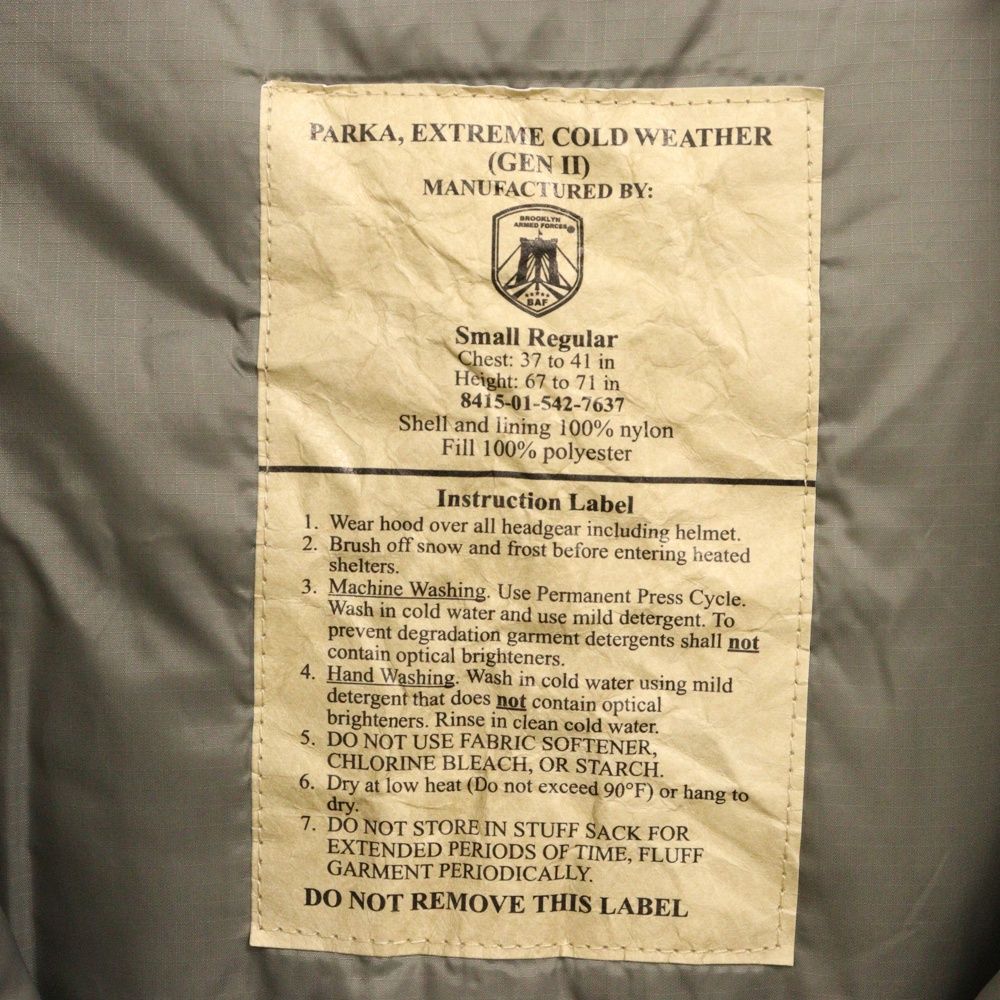 PARKA, EXTREME COLD WEATHER
(GEN II)
MANUFACTURED BY:
BROOKLYN
ARMED FORCES
BAF
Small Regular
Chest: 37 to 41 in
Height: 67 to 71 in
8415-01-542-7637
Shell and lining 100% nylon
Fill 100% polyester
Instruction Label
1. Wear hood over all headgear including helmet.
2. Brush off snow and frost before entering heated
shelters.
3. Machine Washing. Use Permanent Press Cycle.
Wash in cold water and use mild detergent. To
prevent degradation garment detergents shall not
contain optical brighteners.
4. Hand Washing. Wash in cold water using mild
detergent that does not contain optical
brighteners. Rinse in clean cold water.
5. DO NOT USE FABRIC SOFTENER,
CHLORINE BLEACH, OR STARCH.
6. Dry at low heat (Do not exceed 90°F) or hang to
dry.
7. DO NOT STORE IN STUFF SACK FOR
EXTENDED PERIODS OF TIME, FLUFF
GARMENT PERIODICALLY.
DO NOT REMOVE THIS LABEL